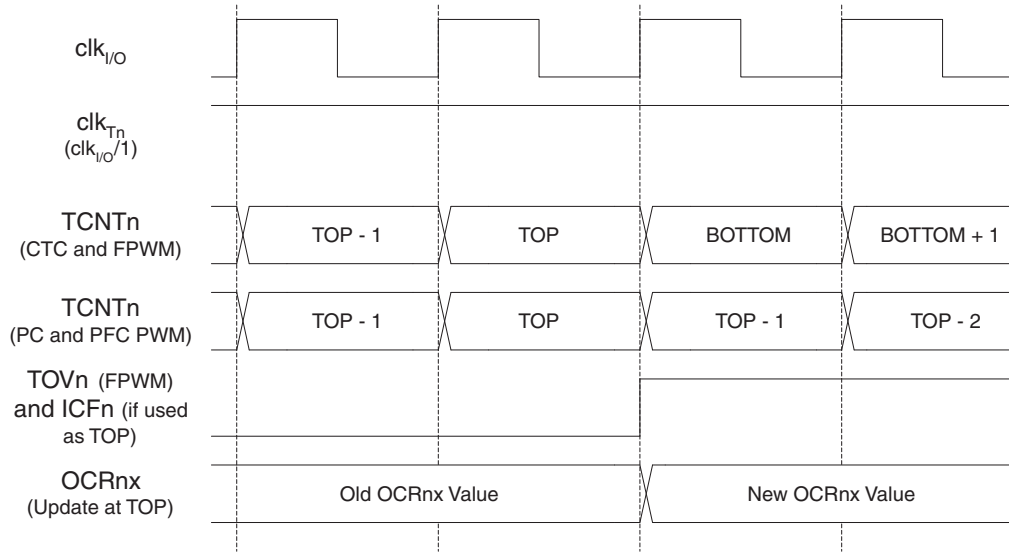 clkI/O
clkTn
(clkI/O/1)
TCNTn
(CTC and FPWM)
TOP - 1
TOP
BOTTOM
BOTTOM + 1
TCNTn
(PC and PFC PWM)
TOP - 1
TOP
TOP - 1
TOP - 2
TOVn (FPWM)
and ICFn (if used
as TOP)
OCRnx
(Update at TOP)
Old OCRnx Value
New OCRnx Value